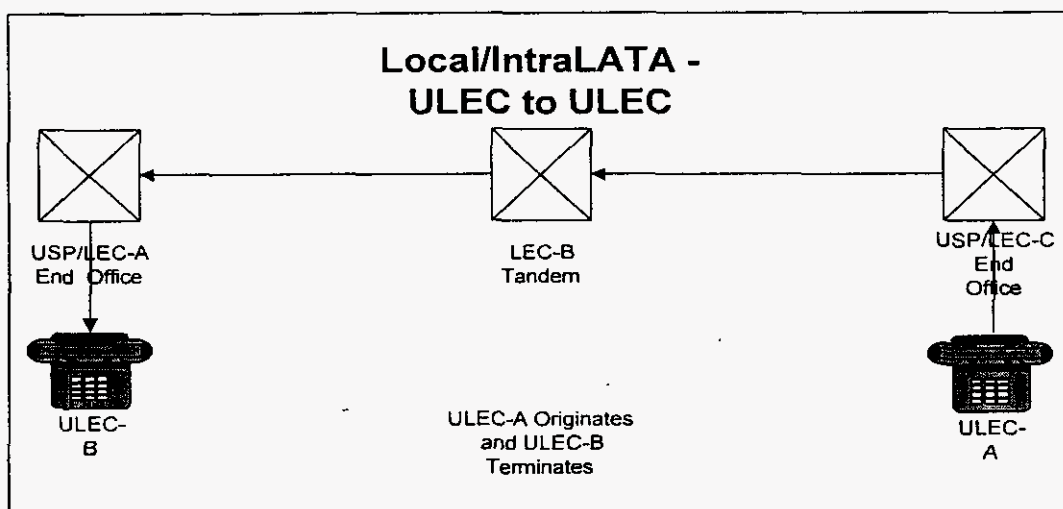 Local/IntraLATA -
ULEC to ULEC
USP/LEC-A
End Office
LEC-B
Tandem
USP/LEC-C
End
Office
ULEC-
B
ULEC-A Originates
and ULEC-B
Terminates
ULEC-
A